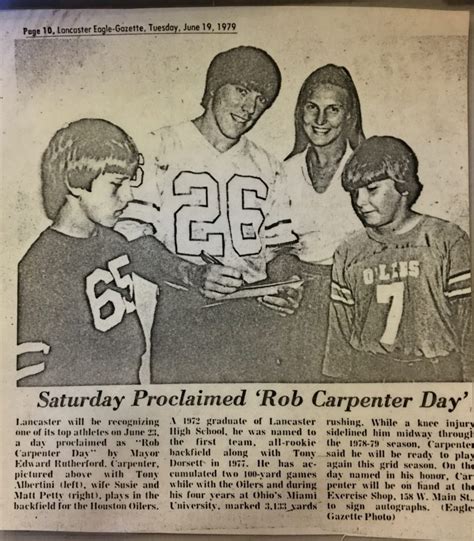 Page 10, Lancaster Eagle-Gazette, Tuesday, June 19, 1979
26
65
OILERS
7
Saturday Proclaimed 'Rob Carpenter Day'
Lancaster will be recognizing
one of its top athletes on June 23,
a day proclaimed as "Rob
Carpenter Day" by Mayor
Edward Rutherford. Carpenter,
pictured above with Tony
Albertini (left), wife Susie and
Matt Petty (right), plays in the
backfield for the Houston Oilers.
A 1972 graduate of Lancaster
High School, he was named to
the first team, all-rookie
backfield along with Tony
Dorsett in 1977. He has ac-
cumulated two 100-yard games
while with the Oilers and during
his four years at Ohio's Miami
University, marked 3,133 yards
rushing. While a knee injury
sidelined him midway through
the 1978-79 season, Carpenter
said he will be ready to play
again this grid season. On the
day named in his honor, Car-
penter will be on hand at the
Exercise Shop, 158 W. Main St.
to sign autographs. (Eagle-
Gazette Photo)